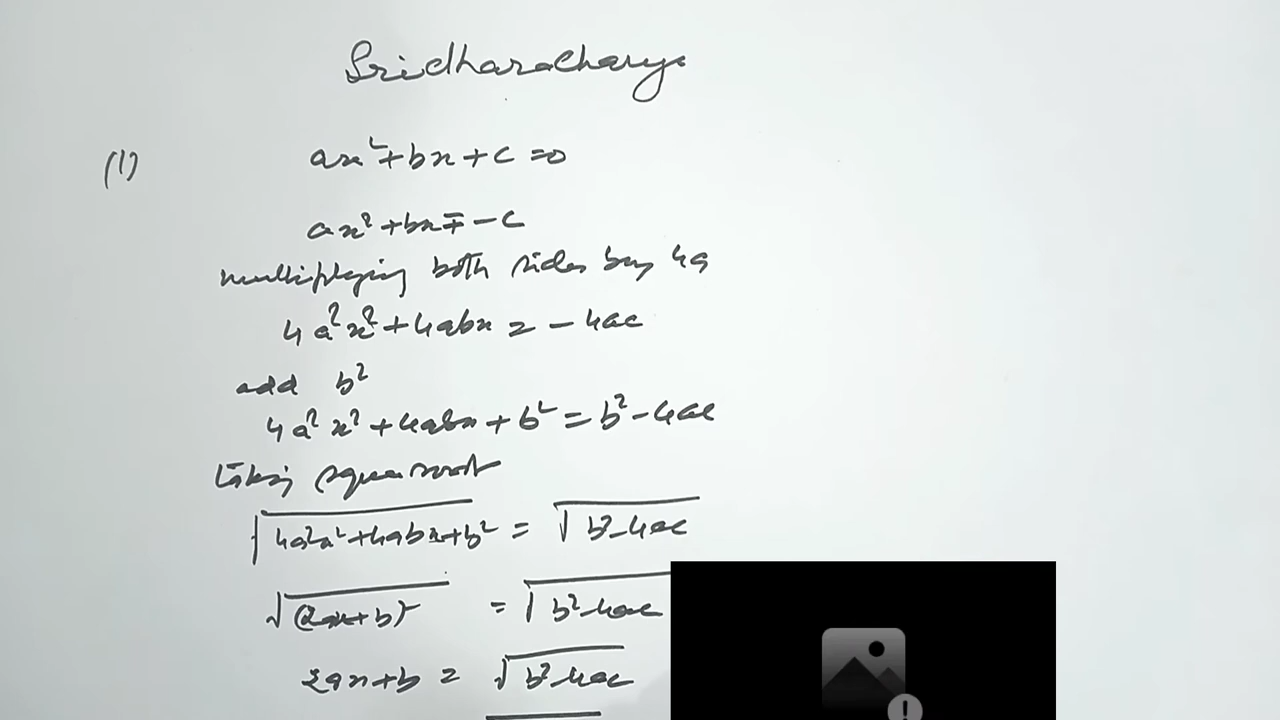 Sridharacharya
(1) ax²+bx+c=0
ax²+bx = -c
multiplying both sides by 4a
4a²x²+4abx = -4ac
add b²
4a²x²+4abx+b² = b²-4ac
taking square root
√4a²x²+4abx+b² = √b²-4ac
√(2ax+b)² = √b²-4ac
2ax+b = √b²-4ac